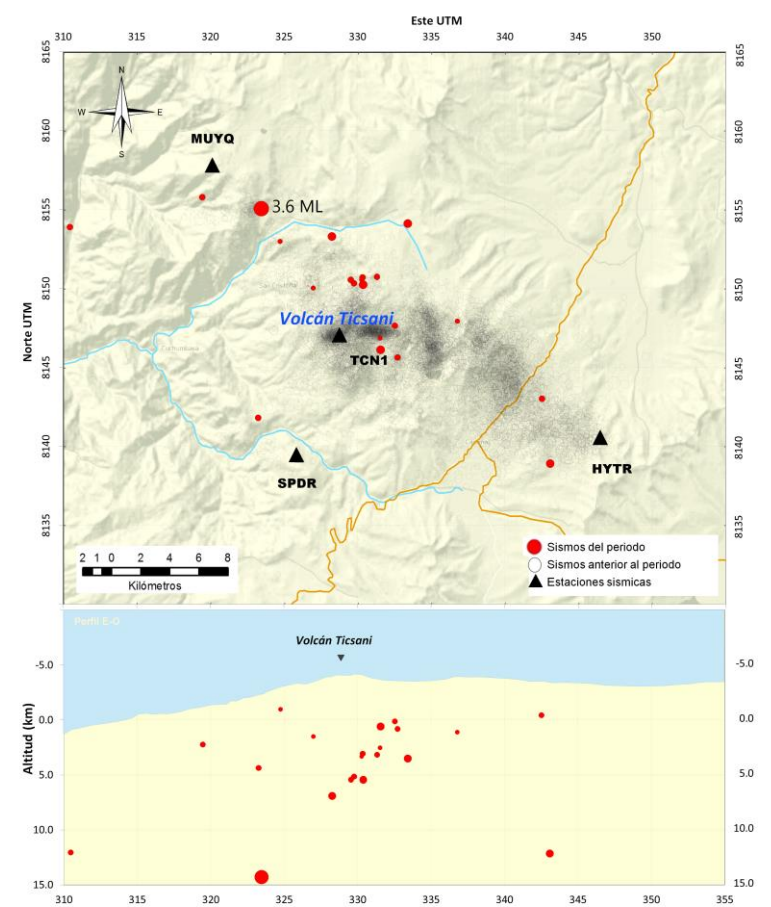 Este UTM
310 320 325 330 335 340 345 350
8165 8165
N
W E
S
8160 8160
MUYQ
8155 3.6 ML 8155
8150 8150
Norte UTM
Volcán Ticsani
TCN1
8145 8145
8140 8140
SPDR
HYTR
8135 8135
2 1 0 2 4 6 8
Kilómetros
Sismos del periodo
Sismos anterior al periodo
Estaciones sismicas
Perfil E-O
Volcán Ticsani
-5.0 -5.0
0.0 0.0
Altitud (km)
5.0 5.0
10.0 10.0
15.0 15.0
310 315 320 325 330 335 340 345 350 355